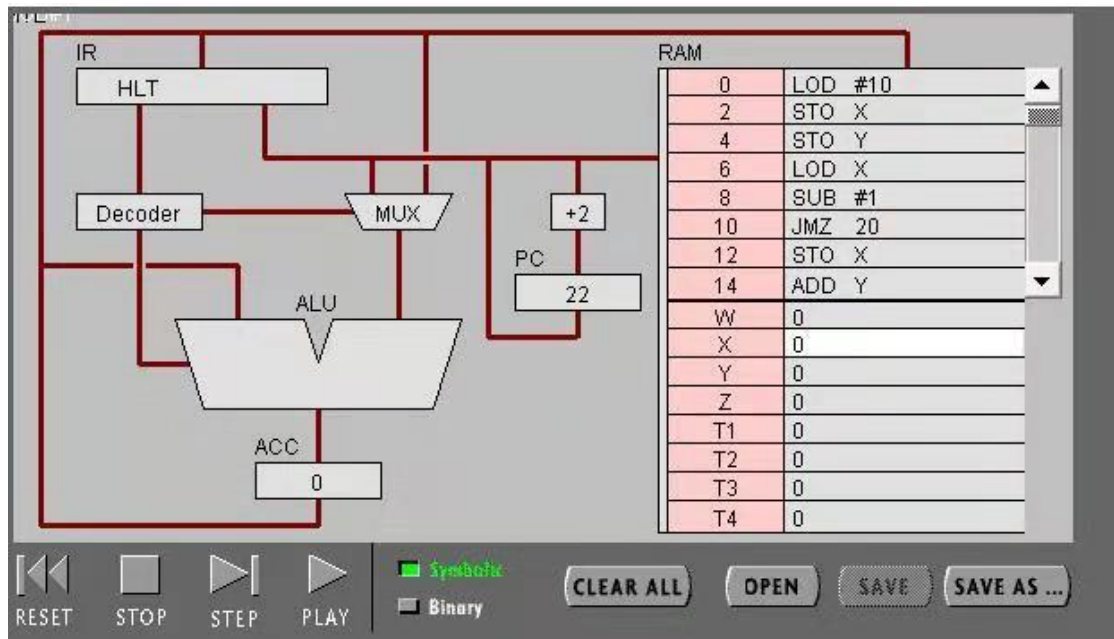 IR
HLT
Decoder
MUX
+2
PC
22
ALU
ACC
0
RAM
0 LOD #10
2 STO X
4 STO Y
6 LOD X
8 SUB #1
10 JMZ 20
12 STO X
14 ADD Y
W 0
X 0
Y 0
Z 0
T1 0
T2 0
T3 0
T4 0
RESET STOP STEP PLAY
Symbolic
Binary
CLEAR ALL OPEN SAVE SAVE AS ...